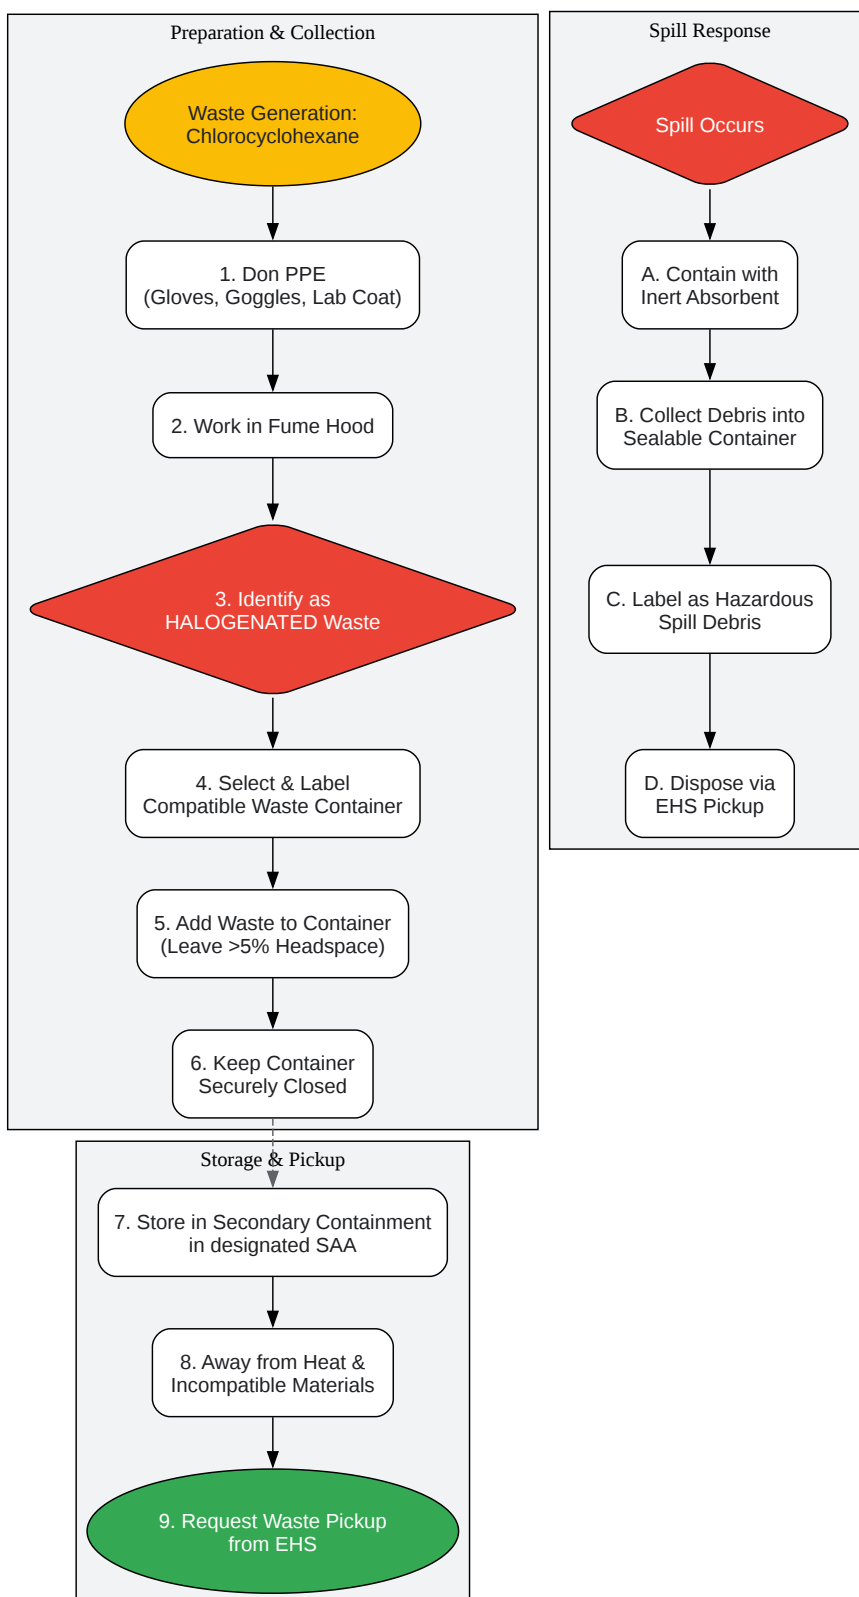 Preparation & Collection
Waste Generation:
Chlorocyclohexane
1. Don PPE
(Gloves, Goggles, Lab Coat)
2. Work in Fume Hood
3. Identify as
HALOGENATED Waste
4. Select & Label
Compatible Waste Container
5. Add Waste to Container
(Leave >5% Headspace)
6. Keep Container
Securely Closed
Storage & Pickup
7. Store in Secondary Containment
in designated SAA
8. Away from Heat &
Incompatible Materials
9. Request Waste Pickup
from EHS
Spill Response
Spill Occurs
A. Contain with
Inert Absorbent
B. Collect Debris into
Sealable Container
C. Label as Hazardous
Spill Debris
D. Dispose via
EHS Pickup